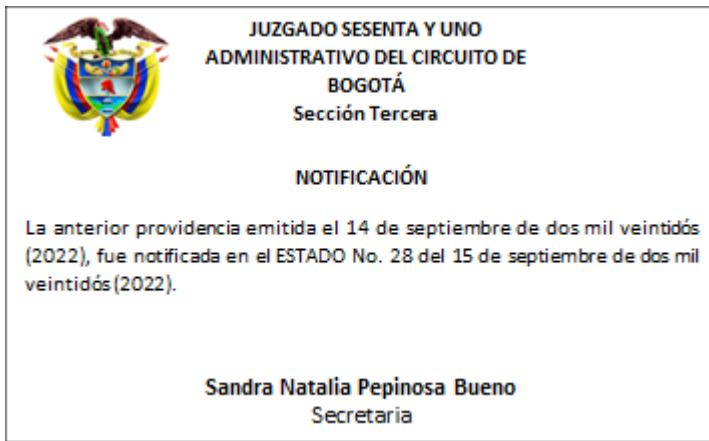 JUZGADO SESENTA Y UNO
ADMINISTRATIVO DEL CIRCUITO DE
BOGOTÁ
Sección Tercera
NOTIFICACIÓN
La anterior providencia emitida el 14 de septiembre de dos mil veintidós
(2022), fue notificada en el ESTADO No. 28 del 15 de septiembre de dos mil
veintidós (2022).
Sandra Natalia Pepinosa Bueno
Secretaria